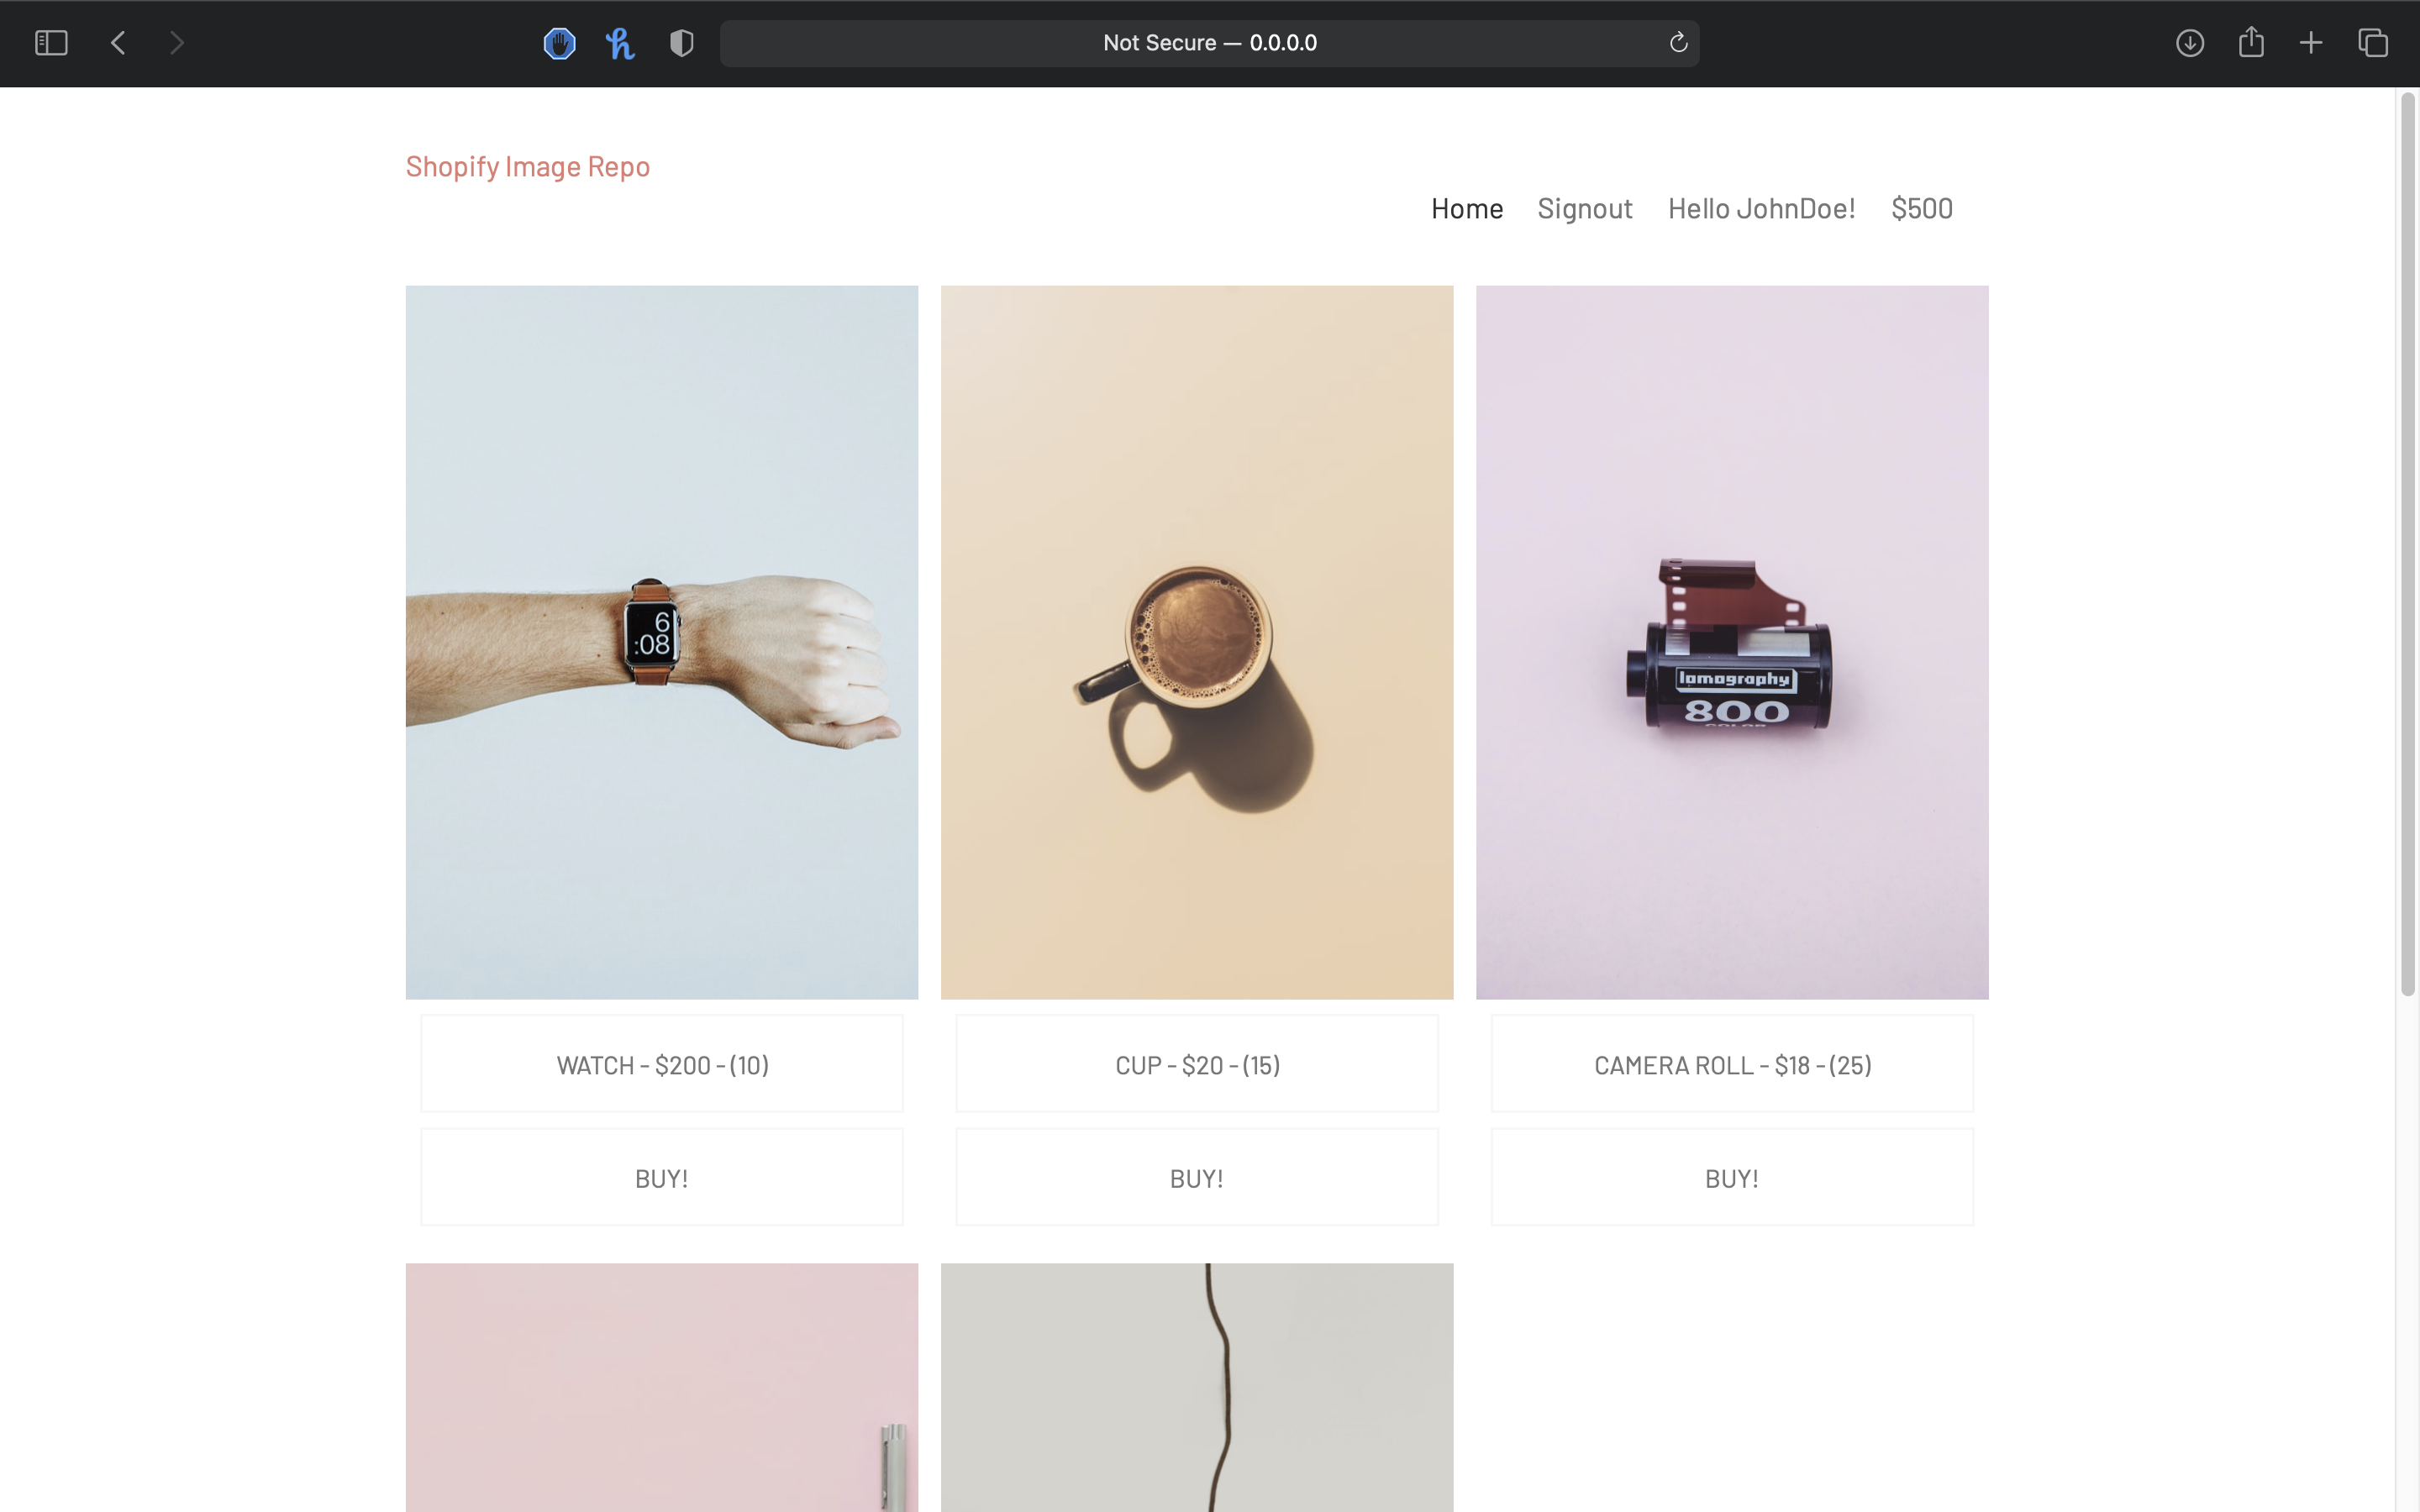 Not Secure — 0.0.0.0
Shopify Image Repo
Home Signout Hello JohnDoe! $500
6
:08
lomography
800
COLOR
WATCH - $200 - (10)
CUP - $20 - (15)
CAMERA ROLL - $18 - (25)
BUY!
BUY!
BUY!